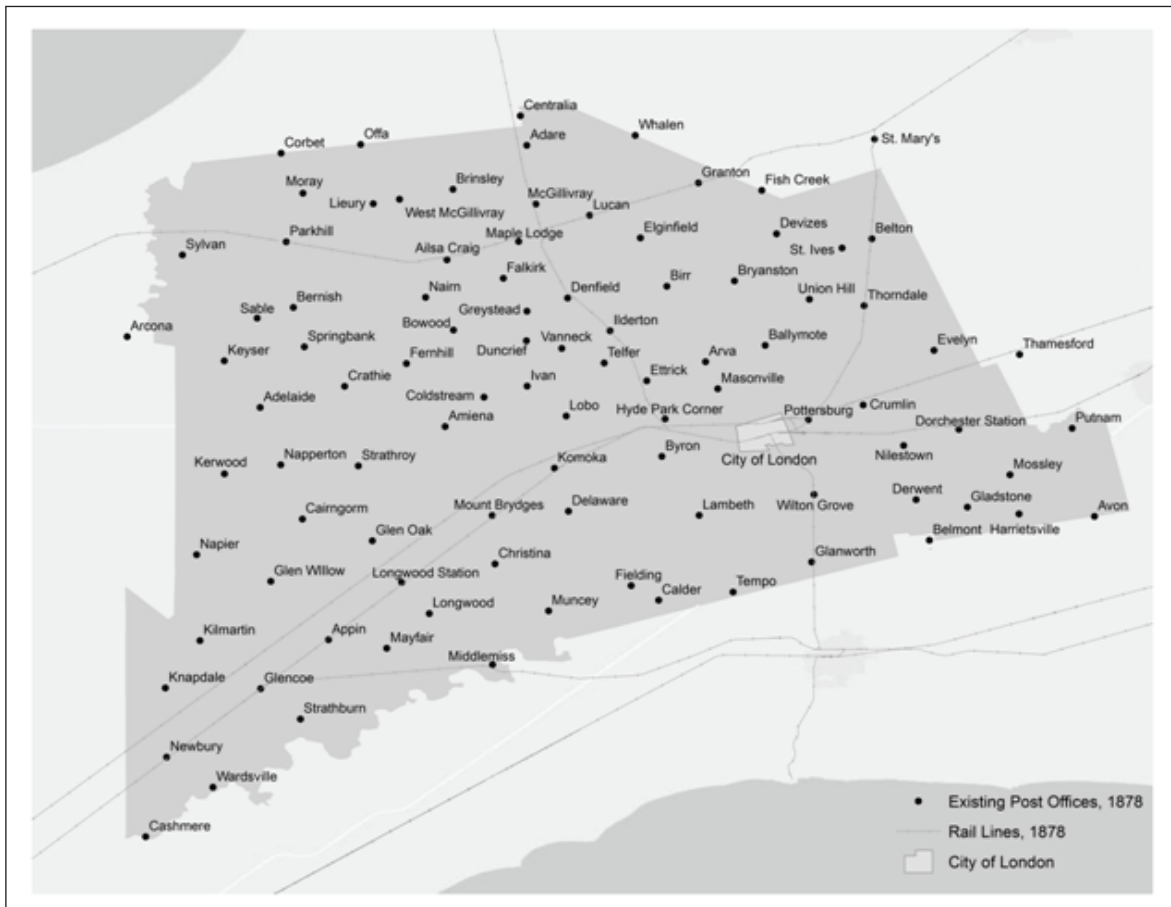 Centralia
Whalen
Adare
St. Mary's
Offa
Corbet
Granton
Fish Creek
Moray
Brinsley
Lieury
West McGillivray
McGillivray
Lucan
Parkhill
Sylvan
Maple Lodge
Elginfield
Devizes
Belton
Ailsa Craig
St. Ives
Falkirk
Birr
Bryanston
Nairn
Denfield
Union Hill
Thorndale
Sable
Bernish
Greystead
Arcona
Bowood
Ilderton
Springbank
Duncrief
Vanneck
Ballymote
Evelyn
Thamesford
Keyser
Fernhill
Telfer
Arva
Crathie
Ivan
Ettrick
Masonville
Adelaide
Coldstream
Lobo
Hyde Park Corner
Pottersburg
Crumlin
Amiena
Dorchester Station
Putnam
City of London
Nilestown
Kerwood
Napperton
Strathroy
Komoka
Byron
Mossley
Cairngorm
Mount Brydges
Delaware
Lambeth
Wilton Grove
Derwent
Gladstone
Avon
Glen Oak
Belmont
Harrietsville
Napier
Christina
Glanworth
Glen WIllow
Longwood Station
Fielding
Calder
Tempo
Longwood
Muncey
Kilmartin
Appin
Mayfair
Middlemiss
Knapdale
Glencoe
Strathburn
Newbury
Wardsville
Cashmere
Existing Post Offices, 1878
Rail Lines, 1878
City of London